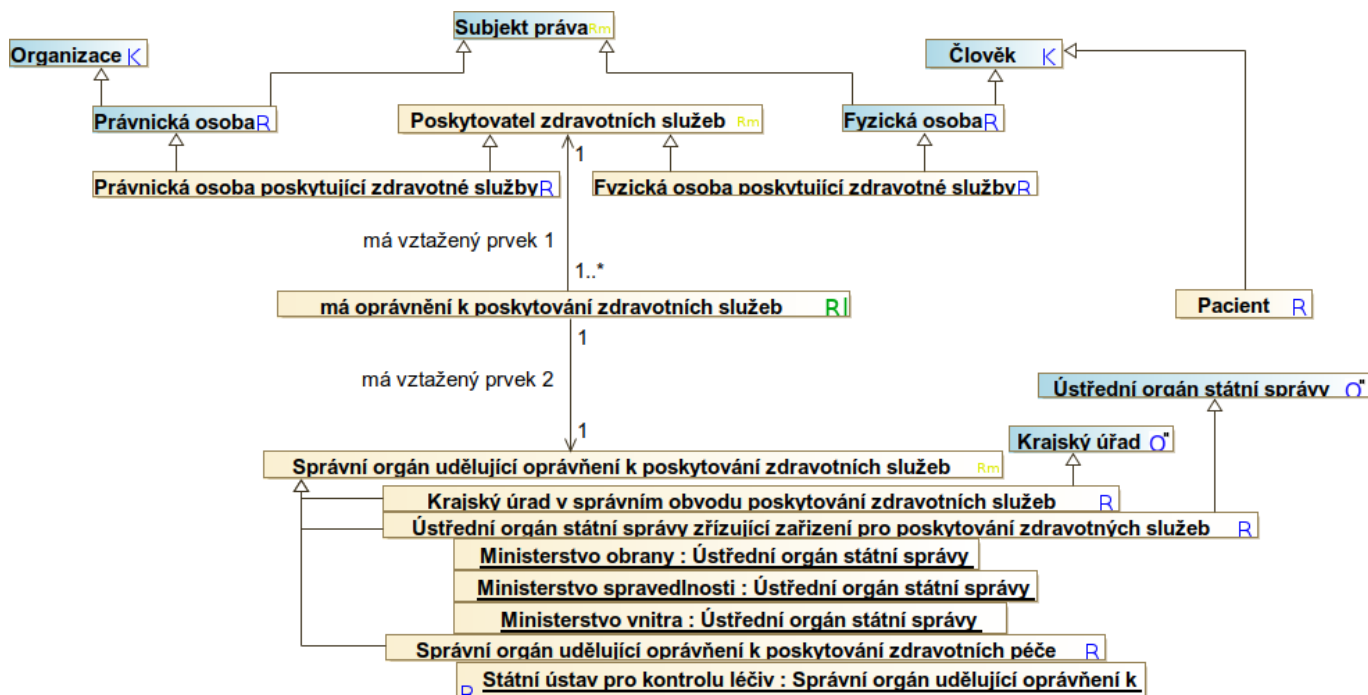 Subjekt práva Rm
Organizace K
Člověk K
Právnická osoba R
Poskytovatel zdravotních služeb Rm
Fyzická osoba R
1
Právnická osoba poskytující zdravotné služby R
Fyzická osoba poskytující zdravotné služby R
má vztažený prvek 1
1..*
má oprávnění k poskytování zdravotních služeb Rl
Pacient R
1
má vztažený prvek 2
Ústřední orgán státní správy O"
1
Krajský úřad O"
Správní orgán udělující oprávňení k poskytování zdravotních služeb Rm
Krajský úrad v správním obvodu poskytování zdravotních služeb R
Ústřední orgán státní správy zřízující zařizení pro poskytování zdravotných služeb R
Ministerstvo obrany : Ústřední orgán státní správy
Ministerstvo spravedlnosti : Ústřední orgán státní správy
Ministerstvo vnitra : Ústřední orgán státní správy
Správní orgán udělující oprávňení k poskytování zdravotních péče R
R Státní ústav pro kontrolu léčiv : Správní orgán udělující oprávňení k